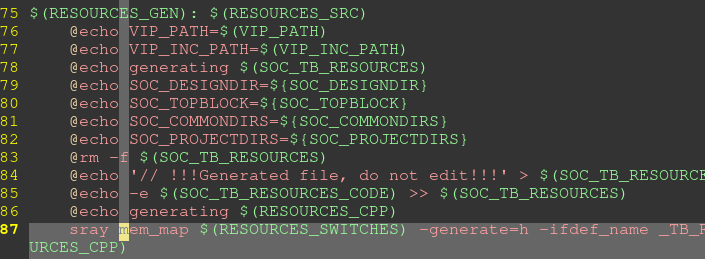 75 $(RESOURCES_GEN): $(RESOURCES_SRC)
76 @echo VIP_PATH=$(VIP_PATH)
77 @echo VIP_INC_PATH=$(VIP_INC_PATH)
78 @echo generating $(SOC_TB_RESOURCES)
79 @echo SOC_DESIGNDIR=${SOC_DESIGNDIR}
80 @echo SOC_TOPBLOCK=${SOC_TOPBLOCK}
81 @echo SOC_COMMONDIRS=${SOC_COMMONDIRS}
82 @echo SOC_PROJECTDIRS=${SOC_PROJECTDIRS}
83 @rm -f $(SOC_TB_RESOURCES)
84 @echo '// !!!Generated file, do not edit!!!' > $(SOC_TB_RESOURCE
85 @echo -e $(SOC_TB_RESOURCES_CODE) >> $(SOC_TB_RESOURCES)
86 @echo generating $(RESOURCES_CPP)
87 sray mem_map $(RESOURCES_SWITCHES) -generate=h -ifdef_name _TB_R
URCES_CPP)